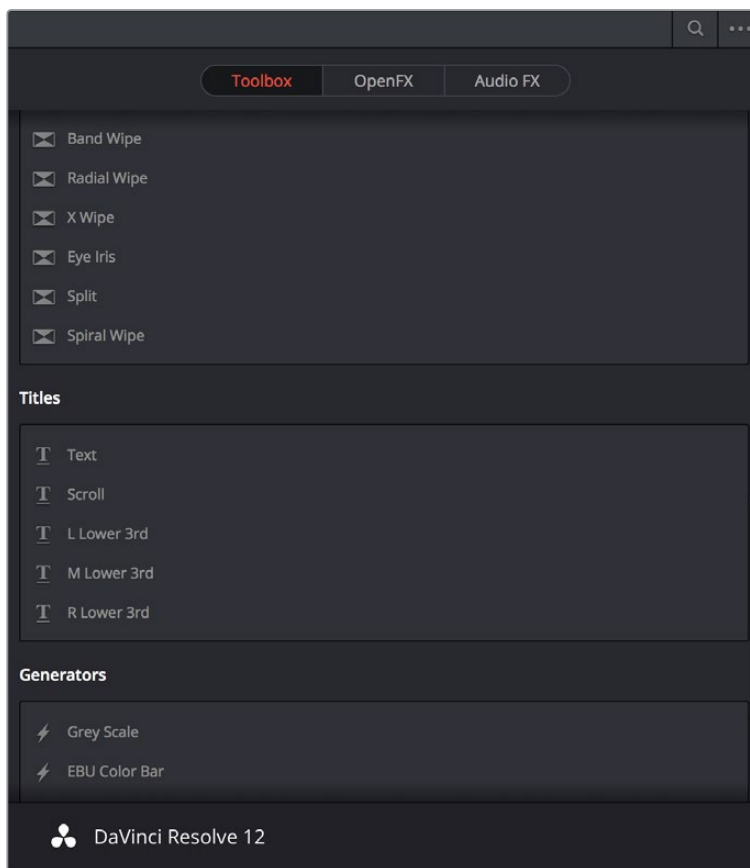 Toolbox
OpenFX
Audio FX
Band Wipe
Radial Wipe
X Wipe
Eye Iris
Split
Spiral Wipe
Titles
T Text
T Scroll
T L Lower 3rd
T M Lower 3rd
T R Lower 3rd
Generators
Grey Scale
EBU Color Bar
DaVinci Resolve 12